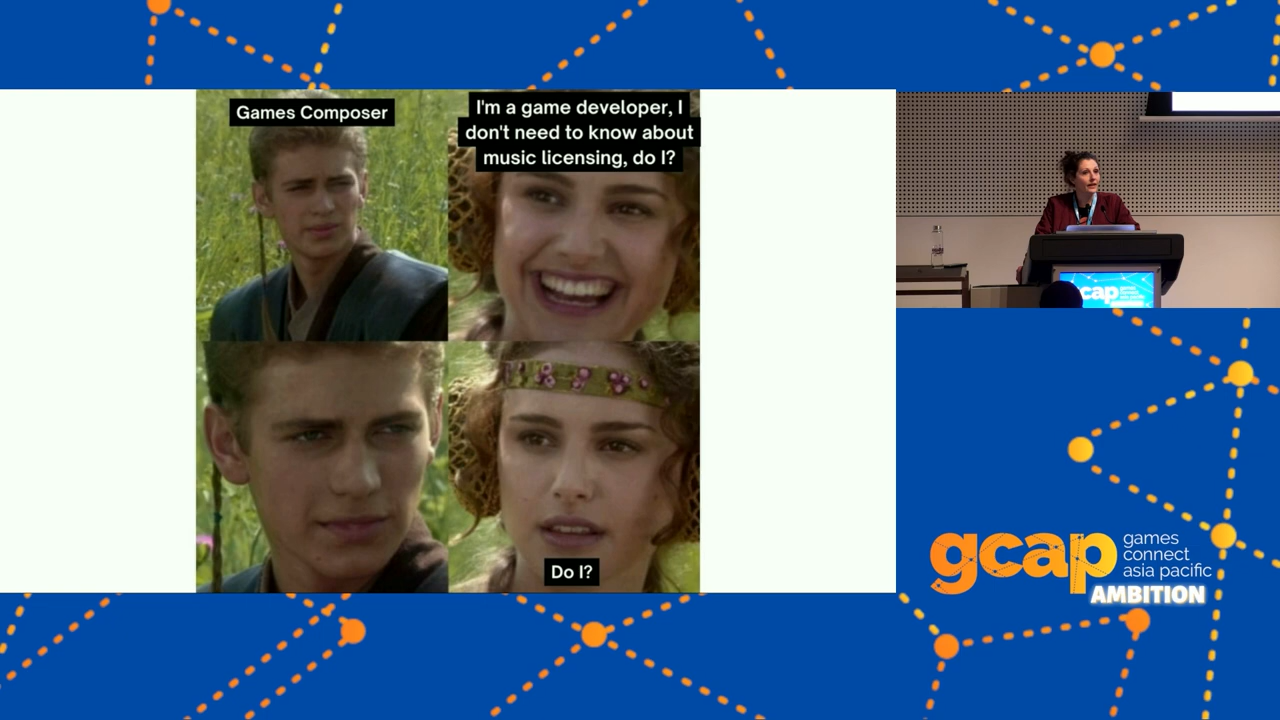 Games Composer
I'm a game developer, I
don't need to know about
music licensing, do I?
Do I?
cap
gcap
games
connect
asia pacific
AMBITION